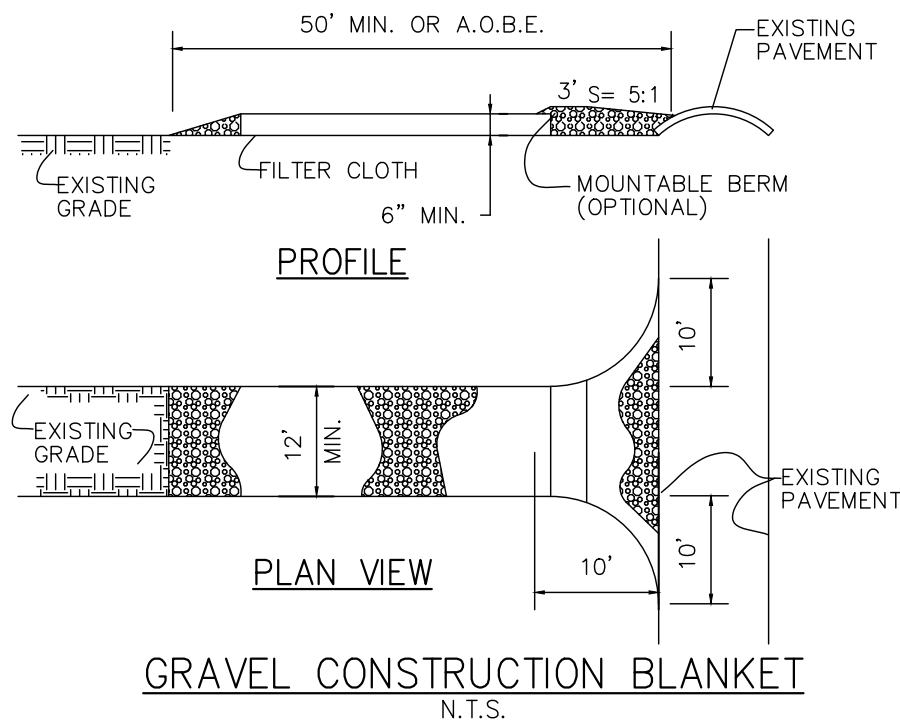 50' MIN. OR A.O.B.E.
EXISTING
PAVEMENT
3' S= 5:1
EXISTING
GRADE
FILTER CLOTH
6" MIN.
MOUNTABLE BERM
(OPTIONAL)
PROFILE
10'
EXISTING
GRADE
12'
MIN.
EXISTING
PAVEMENT
10'
10'
PLAN VIEW
GRAVEL CONSTRUCTION BLANKET
N.T.S.